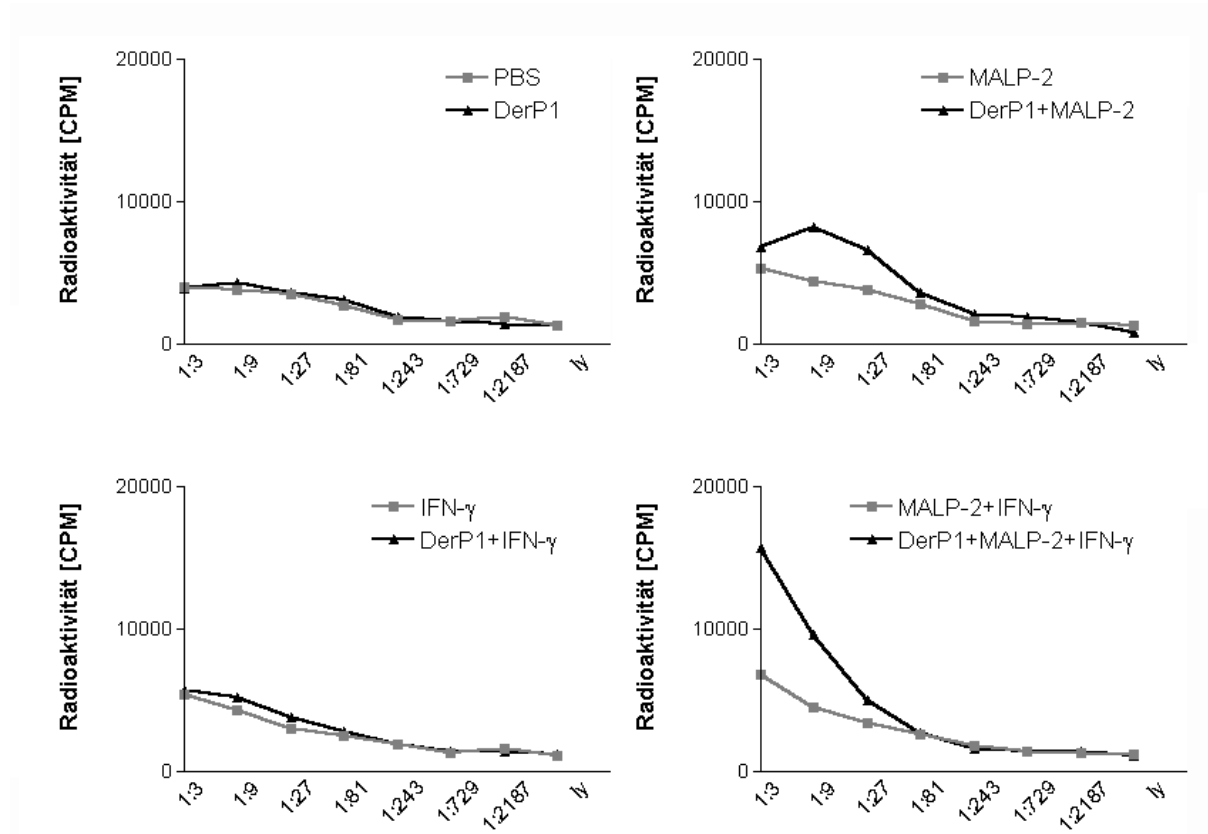 Radioaktivität [CPM]
20000
10000
0
PBS
DerP1
1:3
1:9
1:27
1:81
1:243
1:729
1:2187
ly
Radioaktivität [CPM]
20000
10000
0
MALP-2
DerP1+MALP-2
1:3
1:9
1:27
1:81
1:243
1:729
1:2187
ly
Radioaktivität [CPM]
20000
10000
0
IFN-γ
DerP1+IFN-γ
1:3
1:9
1:27
1:81
1:243
1:729
1:2187
ly
Radioaktivität [CPM]
20000
10000
0
MALP-2+IFN-γ
DerP1+MALP-2+IFN-γ
1:3
1:9
1:27
1:81
1:243
1:729
1:2187
ly